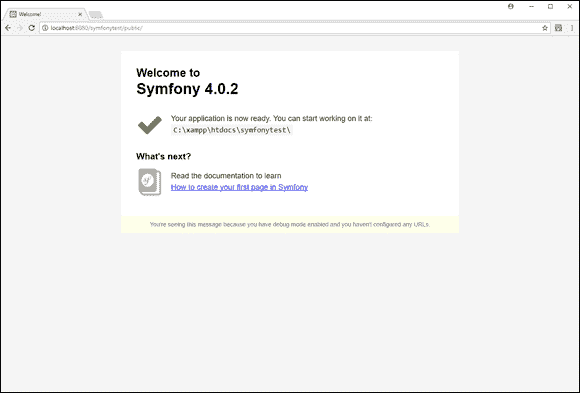 Welcome!
localhost:8080/symfonytest/public/
Welcome to
Symfony 4.0.2
Your application is now ready. You can start working on it at:
C:\xampp\htdocs\symfonytest\
What's next?
Read the documentation to learn
How to create your first page in Symfony
You're seeing this message because you have debug mode enabled and you haven't configured any URLs.